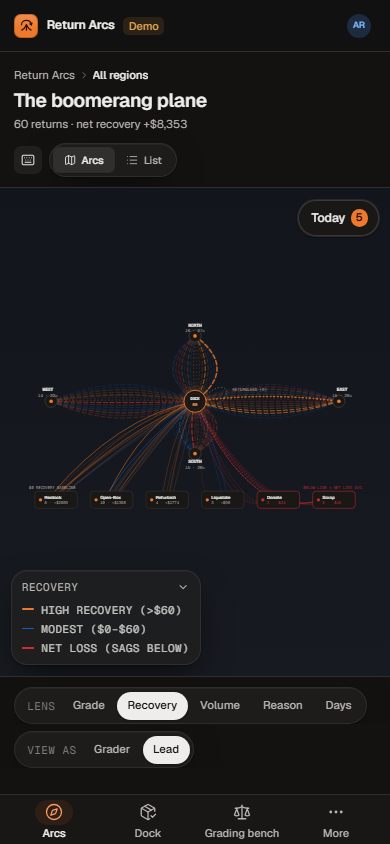 Return Arcs Demo AR
Return Arcs > All regions
The boomerang plane
60 returns · net recovery +$8,353
Arcs List
Today 5
NORTH
WEST
DOCK
60
EAST
SOUTH
Restock Open-Box Refurbish Liquidate Donate Scrap
RECOVERY
HIGH RECOVERY (>$60)
MODEST ($0–$60)
NET LOSS (SAGS BELOW)
LENS Grade Recovery Volume Reason Days
VIEW AS Grader Lead
Arcs Dock Grading bench More